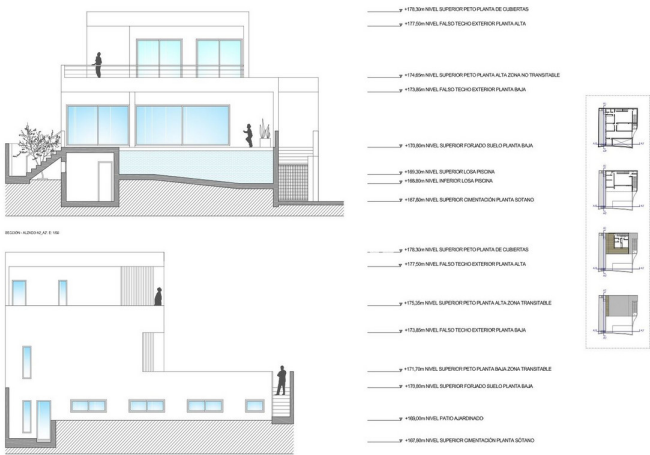 +178,30m NIVEL SUPERIOR PETO PLANTA DE CUBIERTAS
+177,50m NIVEL FALSO TECHO EXTERIOR PLANTA ALTA
+174,65m NIVEL SUPERIOR PETO PLANTA ALTA ZONA NO TRANSITABLE
+173,85m NIVEL FALSO TECHO EXTERIOR PLANTA BAJA
+170,80m NIVEL SUPERIOR FORJADO SUELO PLANTA BAJA
+169,30m NIVEL SUPERIOR LOSA PISCINA
+168,80m NIVEL INFERIOR LOSA PISCINA
NIVEL SUPERIOR CIMENTACIÓN PLANTA SÓTANO
+178,30m NIVEL SUPERIOR PETO PLANTA DE CUBIERTAS
+177,50m NIVEL FALSO TECHO EXTERIOR PLANTA ALTA
+175,35m NIVEL SUPERIOR PETO PLANTA ALTA ZONA TRANSITABLE
+173,85m NIVEL FALSO TECHO EXTERIOR PLANTA BAJA
+171,70m NIVEL SUPERIOR PETO PLANTA BAJA ZONA TRANSITABLE
+170,80m NIVEL SUPERIOR FORJADO SUELO PLANTA BAJA
+169,00m NIVEL PATIO AJARDINADO
NIVEL SUPERIOR CIMENTACIÓN PLANTA SÓTANO